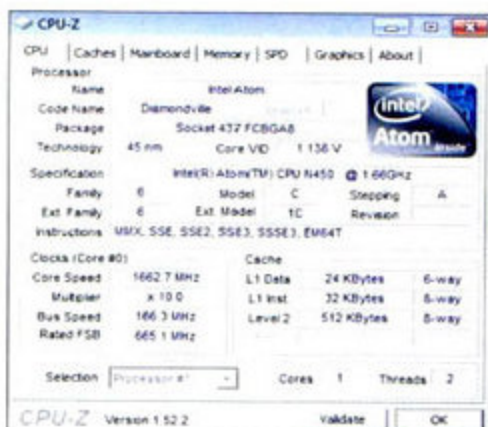 CPU-Z
CPU Caches Mainboard Memory SPD Graphics About
Processor
Name Intel Atom
Code Name Diamondville
Package Socket 437 FCBGA8
Technology 45 nm Core VID 1.136 V
intel
Atom
inside
Specification Intel(R) Atom(TM) CPU N450 @ 1.66GHz
Family 6 Model C Stepping A
Ext. Family 6 Ext. Model 1C Revision
Instructions MMX, SSE, SSE2, SSE3, SSSE3, EM64T
Clocks (Core #0)
Core Speed 1662.7 MHz
Multiplier x 10.0
Bus Speed 166.3 MHz
Rated FSB 665.1 MHz
Cache
L1 Data 24 KBytes 6-way
L1 Inst. 32 KBytes 8-way
Level 2 512 KBytes 8-way
Selection Processor #1 Cores 1 Threads 2
CPU-Z Version 1.52.2 Validate OK